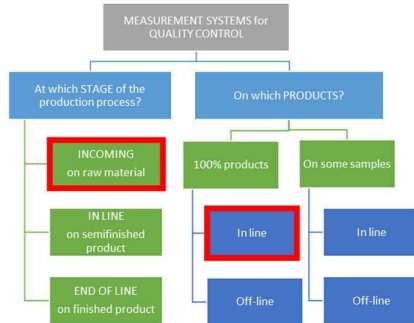 MEASUREMENT SYSTEMS for
QUALITY CONTROL
At which STAGE of the
production process?
On which PRODUCTS?
INCOMING
on raw material
100% products
On some samples
IN LINE
on semifinished
product
In line
In line
END OF LINE
on finished product
Off-line
Off-line